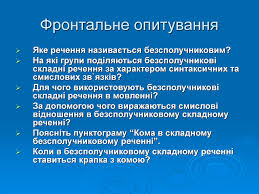 Фронтальне опитування
Яке речення називається безсполучниковим?
На які групи поділяються безсполучникові
складні речення за характером синтаксичних та
смислових зв`язків?
Для чого використовують безсполучникові
складні речення в мовленні?
За допомогою чого виражаються смислові
відношення в безсполучниковому складному
реченні?
Поясніть пунктограму “Кома в складному
безсполучниковому реченні”.
Коли в безсполучниковому складному реченні
ставиться крапка з комою?